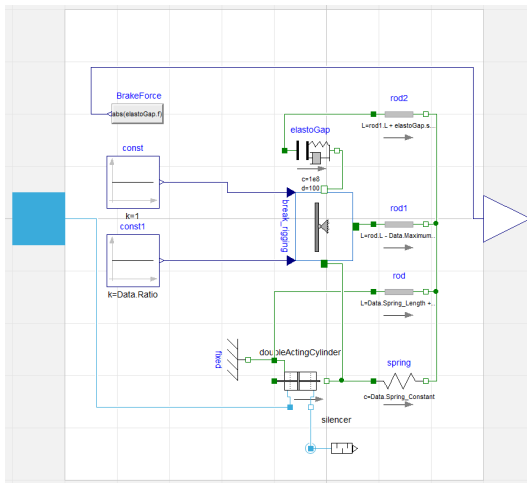 rod2
BrakeForce
abs(elastoGap.f)
L=rod1.L + elastoGap.s...
elastoGap
const
c=1e8
d=100
k=1
break_rigging
const1
rod1
L=rod.L - Data.Maximum...
rod
k=Data.Ratio
L=Data.Spring_Length +...
fixed
doubleActingCylinder
spring
c=Data.Spring_Constant
silencer